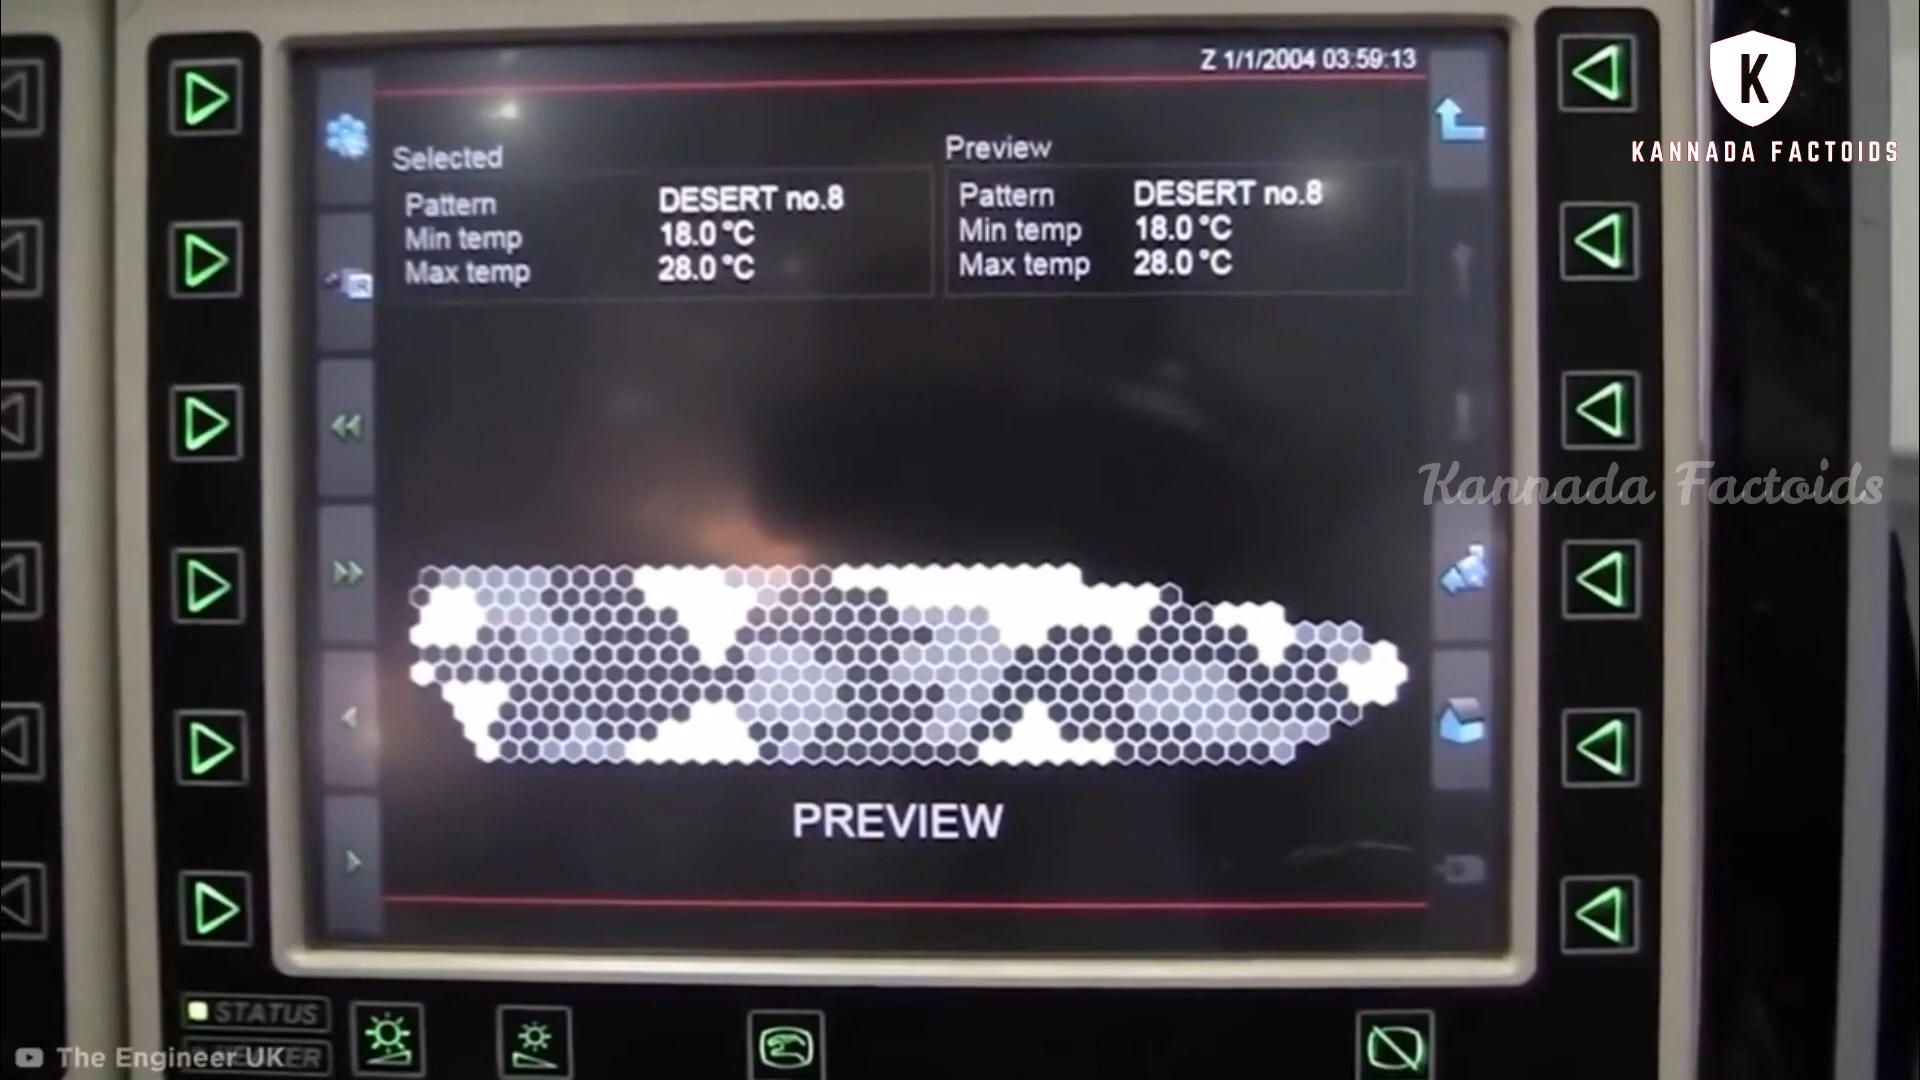 Z 1/1/2004 03:59:13
K
KANNADA FACTOIDS
Selected
Pattern DESERT no.8
Min temp 18.0 °C
Max temp 28.0 °C
Preview
Pattern DESERT no.8
Min temp 18.0 °C
Max temp 28.0 °C
Kannada Factoids
PREVIEW
STATUS
The Engineer UK